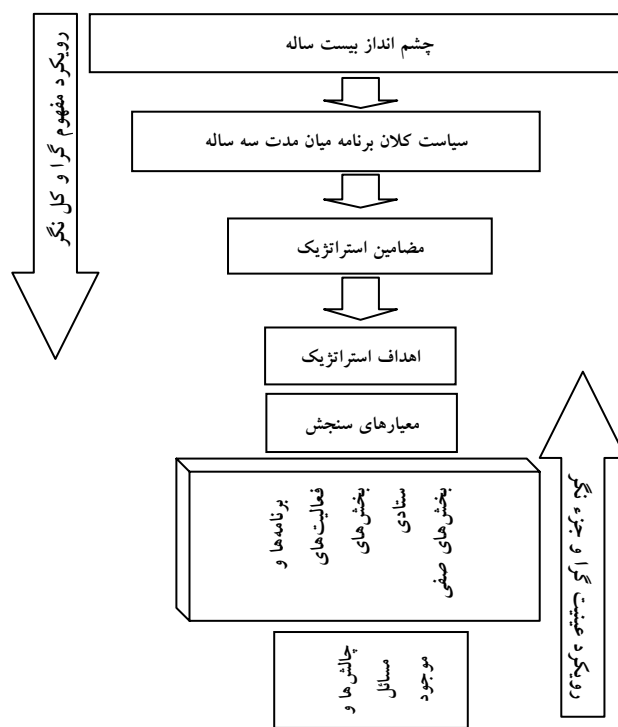 چشم انداز بیست ساله
سیاست کلان برنامه میان مدت سه ساله
مضامین استراتژیک
اهداف استراتژیک
معیارهای سنجش
برنامه‌ها و
فعالیت‌های
بخش‌های
ستادی
بخش‌های صفی
چالش‌ها و
مسائل
موجود
رویکرد مفهوم گرا و کل نگر
رویکرد عینیت گرا و جزء نگر